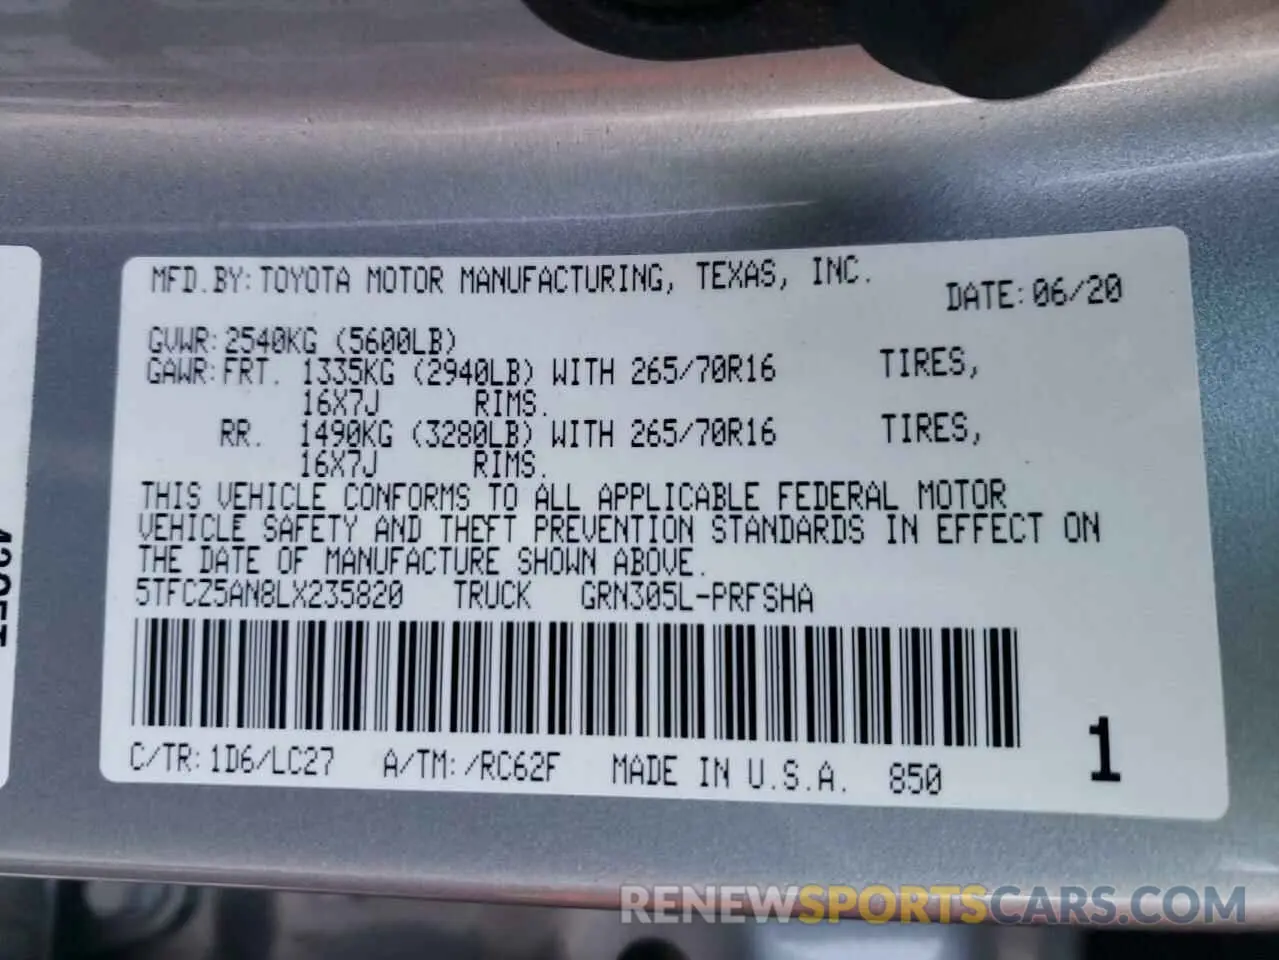 MFD.BY:TOYOTA MOTOR MANUFACTURING, TEXAS, INC.
DATE:06/20
GVWR:2540KG (5600LB)
GAWR:FRT. 1335KG (2940LB) WITH 265/70R16 TIRES,
16X7J RIMS.
RR. 1490KG (3280LB) WITH 265/70R16 TIRES,
16X7J RIMS.
THIS VEHICLE CONFORMS TO ALL APPLICABLE FEDERAL MOTOR
VEHICLE SAFETY AND THEFT PREVENTION STANDARDS IN EFFECT ON
THE DATE OF MANUFACTURE SHOWN ABOVE.
5TFCZ5AN8LX235820 TRUCK GRN305L-PRFSHA
1
C/TR:1D6/LC27 A/TM:/RC62F MADE IN U.S.A. 850
RENEWSPORTSCARS.COM